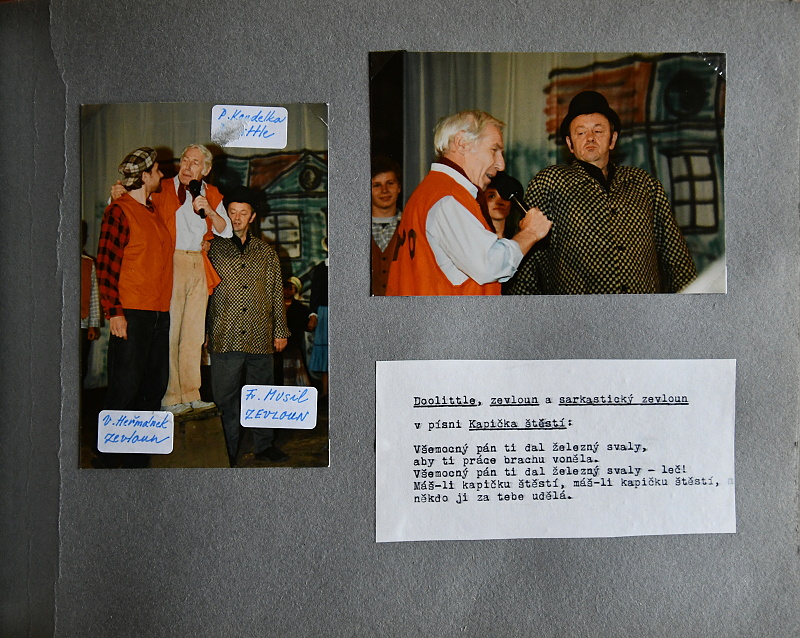 P. Kondelka
Fr. Musil
ZEVLOUN
V. Heřmánek
Zevloun
Doolittle, zevloun a sarkastický zevloun
v písni Kapička štěstí:
Všemocný pán ti dal železný svaly,
aby ti práce brachu voněla.
Všemocný pán ti dal železný svaly — leč!
Máš-li kapičku štěstí, máš-li kapičku štěstí,
někdo ji za tebe udělá.